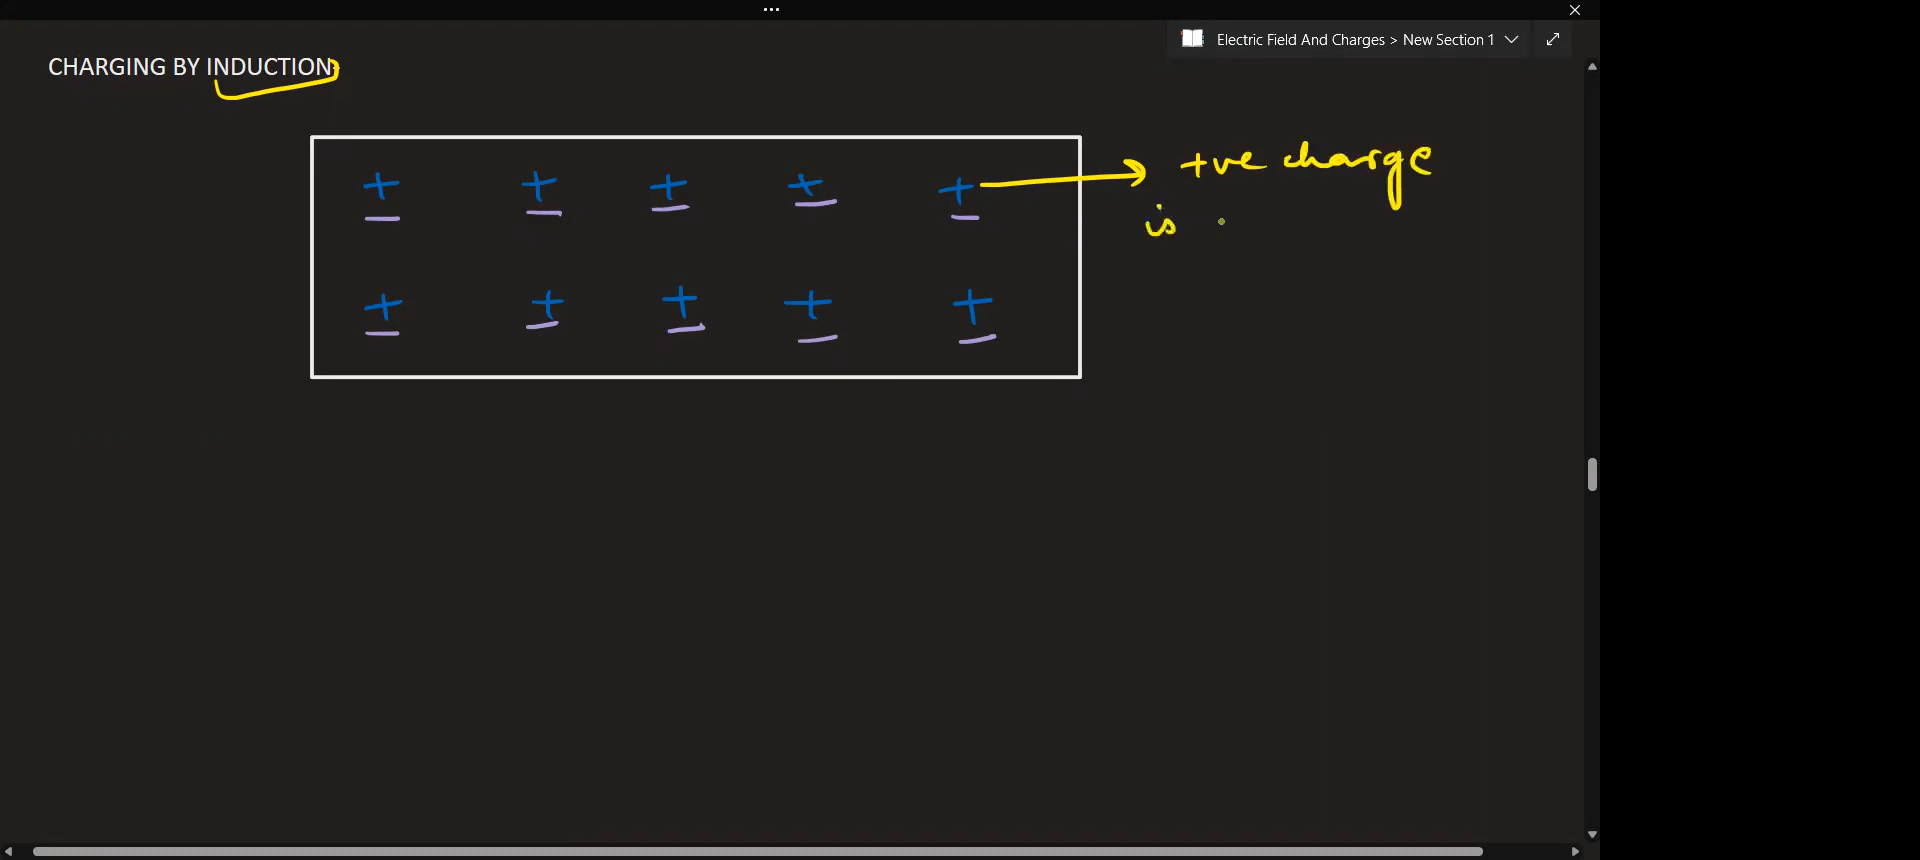 Electric Field And Charges > New Section 1
CHARGING BY INDUCTION:
+ + + + +
- - - - -
+ + + + +
- - - - -
+ve charge
is